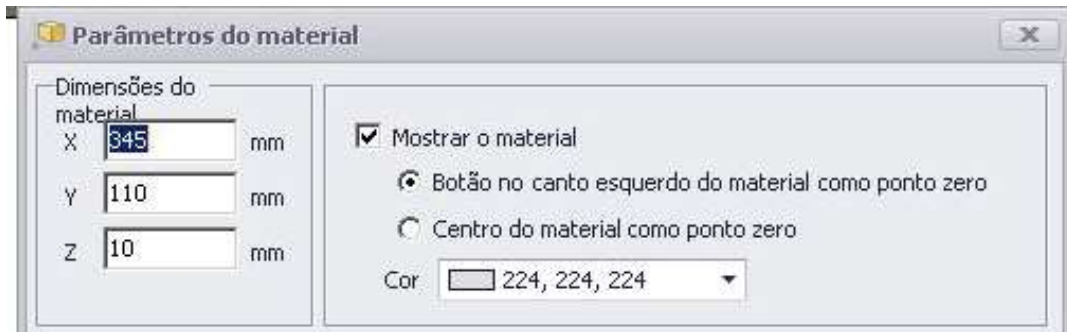 Parâmetros do material
Dimensões do
material
X 345 mm
Y 110 mm
Z 10 mm
Mostrar o material
Botão no canto esquerdo do material como ponto zero
Centro do material como ponto zero
Cor 224, 224, 224